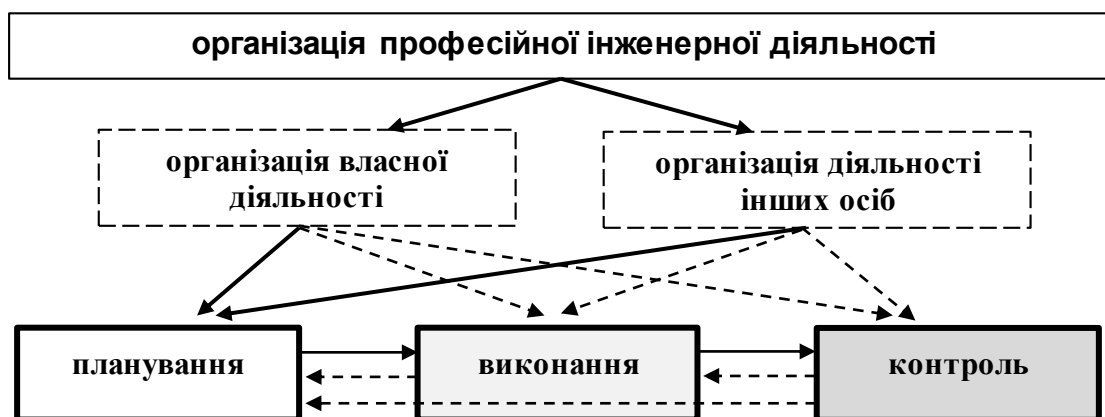 організація професійної інженерної діяльності
організація власної
діяльності
організація діяльності
інших осіб
планування
виконання
контроль